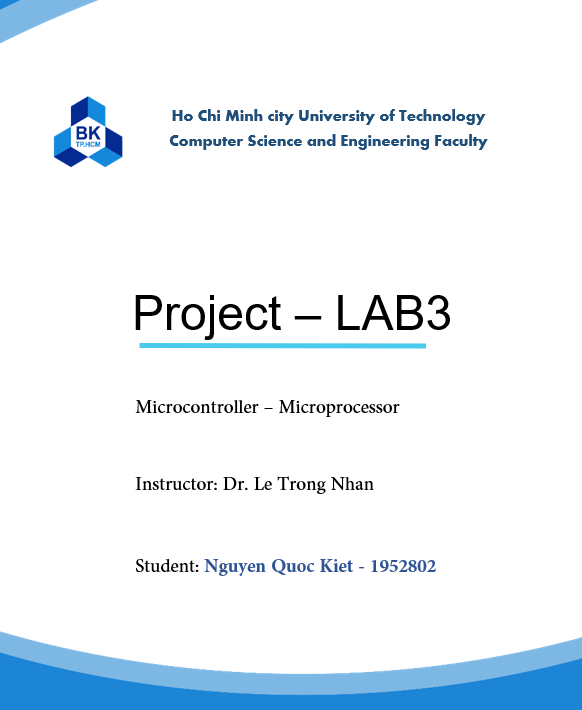 BK
TP.HCM
Ho Chi Minh city University of Technology
Computer Science and Engineering Faculty
Project – LAB3
Microcontroller – Microprocessor
Instructor: Dr. Le Trong Nhan
Student: Nguyen Quoc Kiet - 1952802